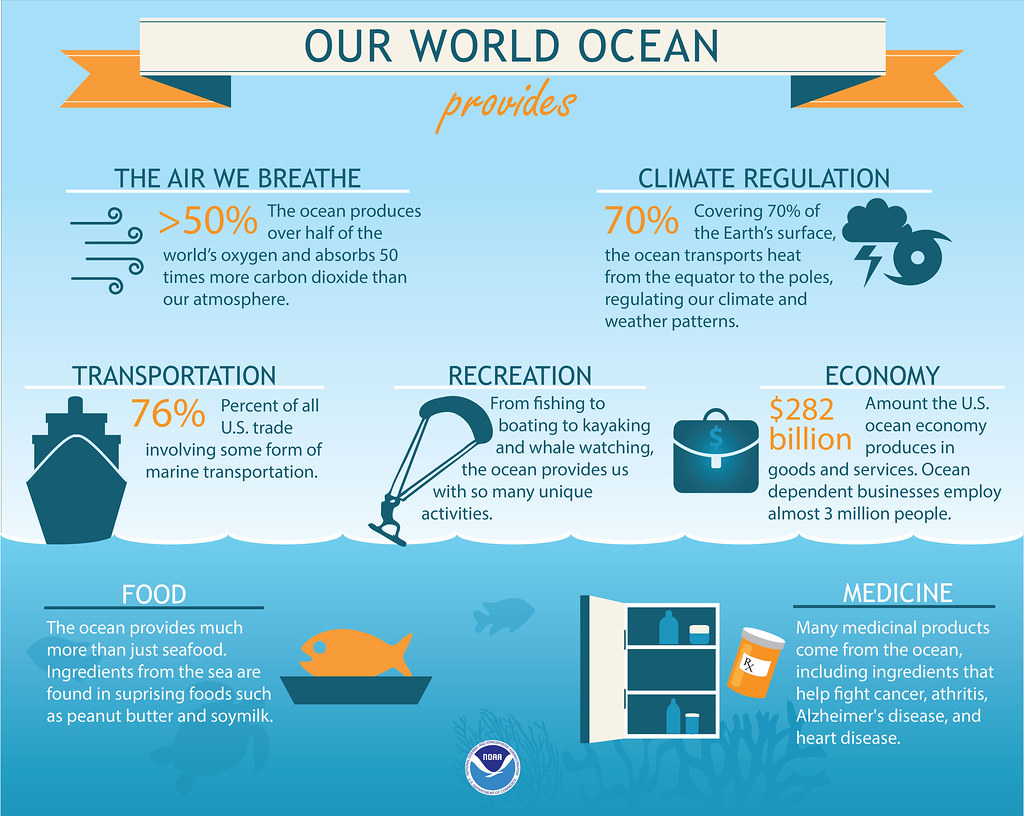 OUR WORLD OCEAN
provides
THE AIR WE BREATHE
>50%
The ocean produces
over half of the
world's oxygen and absorbs 50
times more carbon dioxide than
our atmosphere.
CLIMATE REGULATION
70%
Covering 70% of
the Earth's surface,
the ocean transports heat
from the equator to the poles,
regulating our climate and
weather patterns.
TRANSPORTATION
76%
Percent of all
U.S. trade
involving some form of
marine transportation.
RECREATION
From fishing to
boating to kayaking
and whale watching,
the ocean provides us
with so many unique
activities.
ECONOMY
$
$282
billion
Amount the U.S.
ocean economy
produces in
goods and services. Ocean
dependent businesses employ
almost 3 million people.
FOOD
The ocean provides much
more than just seafood.
Ingredients from the sea are
found in suprising foods such
as peanut butter and soymilk.
Rx
MEDICINE
Many medicinal products
come from the ocean,
including ingredients that
help fight cancer, athritis,
Alzheimer's disease, and
heart disease.
NOAA